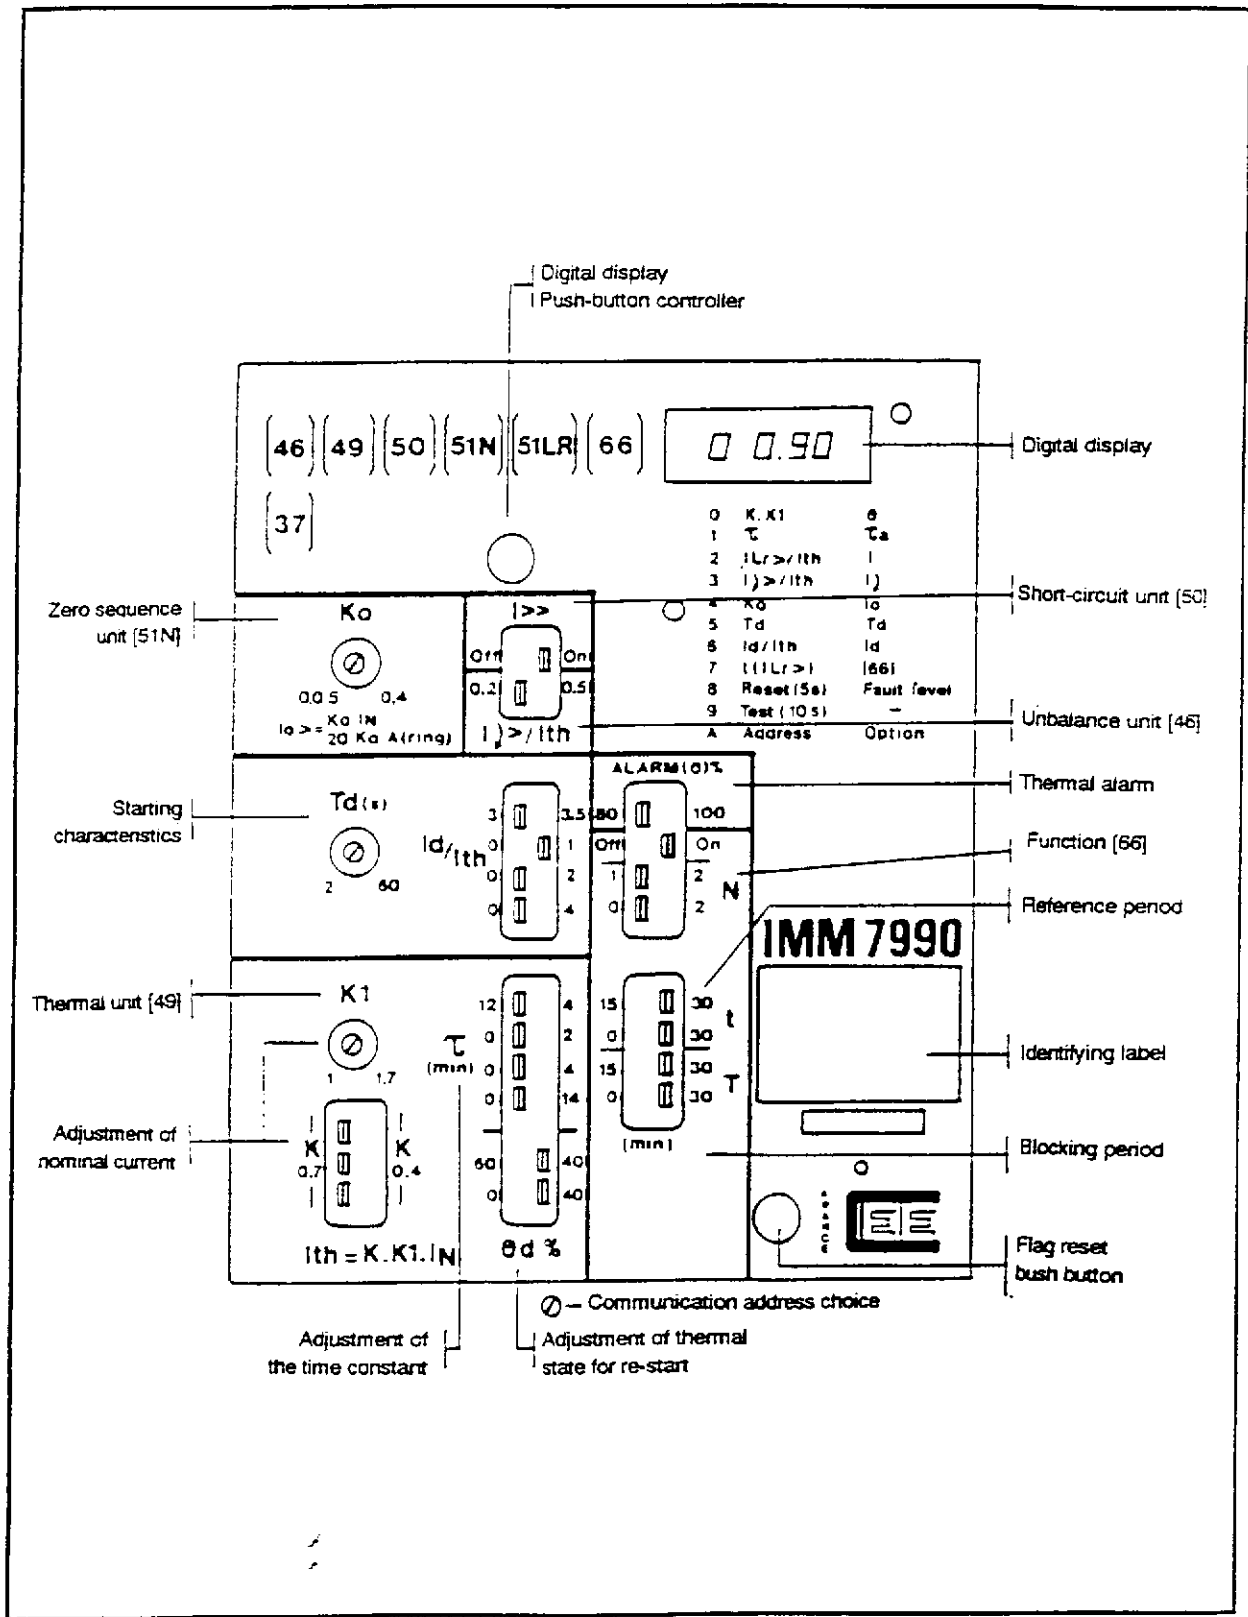 Digital display
Push-button controller
46 49 50 51N 51LR 66
37
0 0.90
Digital display
0 K.K1 θ
1 τ τa
2 ILr>/Ith I
3 I)>/Ith I)
4 Ko Io
5 Td Td
6 Id/Ith Id
7 t(ILr>) [66]
8 Reset(5s) Fault level
9 Test(10s) –
A Address Option
Zero sequence
unit [51N]
Ko
0,05 0,4
Io>= Ko IN
20 Ko A(ring)
I>>
Off On
0.2 0.5
I)>/Ith
Short-circuit unit [50]
Unbalance unit [46]
Starting
characteristics
Td(s)
2 60
Id/Ith
3 3.5
0 1
0 2
0 4
ALARM(θ)%
80 100
Off On
1 2
N
0 2
Thermal alarm
Function [66]
Reference period
IMM 7990
Thermal unit [49]
K1
1 1,7
τ
(min)
12 4
0 2
0 4
0 14
60 40
0 40
θd %
15 30
t
0 30
15 30
T
0 30
(min)
Identifying label
Blocking period
Adjustment of
nominal current
K K
0.7 0.4
Ith = K.K1.IN
Flag reset
bush button
– Communication address choice
Adjustment of
the time constant
Adjustment of thermal
state for re-start